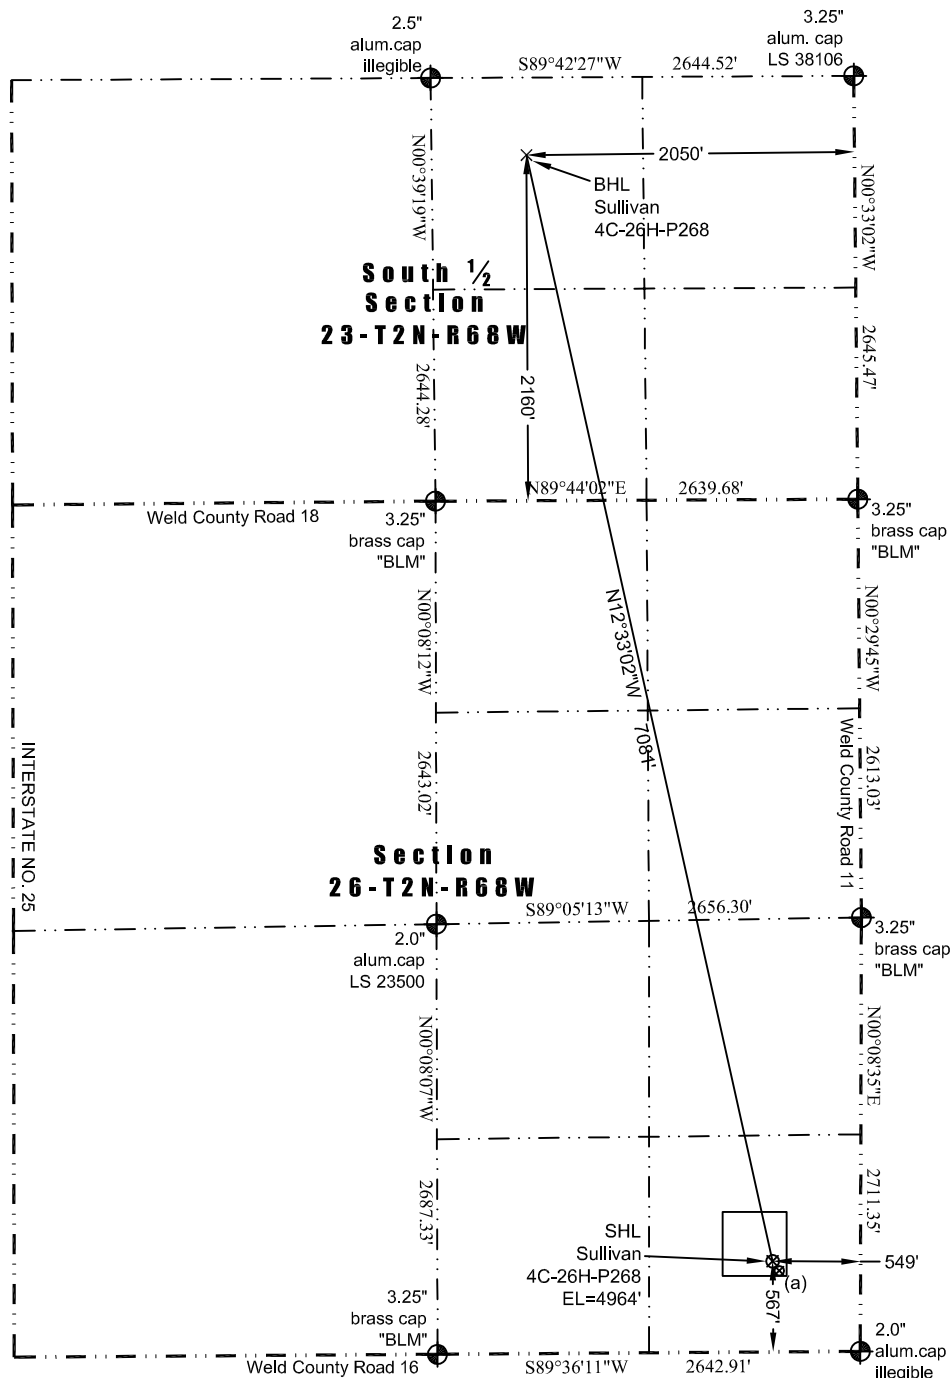 2.5"
alum.cap
illegible
3.25"
alum. cap
LS 38106
S89°42'27"W 2644.52'
2050'
BHL
Sullivan
4C-26H-P268
N00°39'19"W
N00°33'02"W
South ½
Section
23-T2N-R68W
2160'
2644.28'
2645.47'
N89°44'02"E 2639.68'
Weld County Road 18
3.25"
brass cap
"BLM"
3.25"
brass cap
"BLM"
N00°08'12"W
N12°33'02"W
N00°29'45"W
7081'
2643.02'
Weld County Road 11
2613.03'
INTERSTATE NO. 25
Section
26-T2N-R68W
S89°05'13"W 2656.30'
2.0"
alum.cap
LS 23500
3.25"
brass cap
"BLM"
N00°08'07"W
N00°08'35"E
2687.33'
2711.35'
SHL
Sullivan
4C-26H-P268
EL=4964'
549'
(a)
567'
3.25"
brass cap
"BLM"
2.0"
alum.cap
illegible
Weld County Road 16
S89°36'11"W 2642.91'